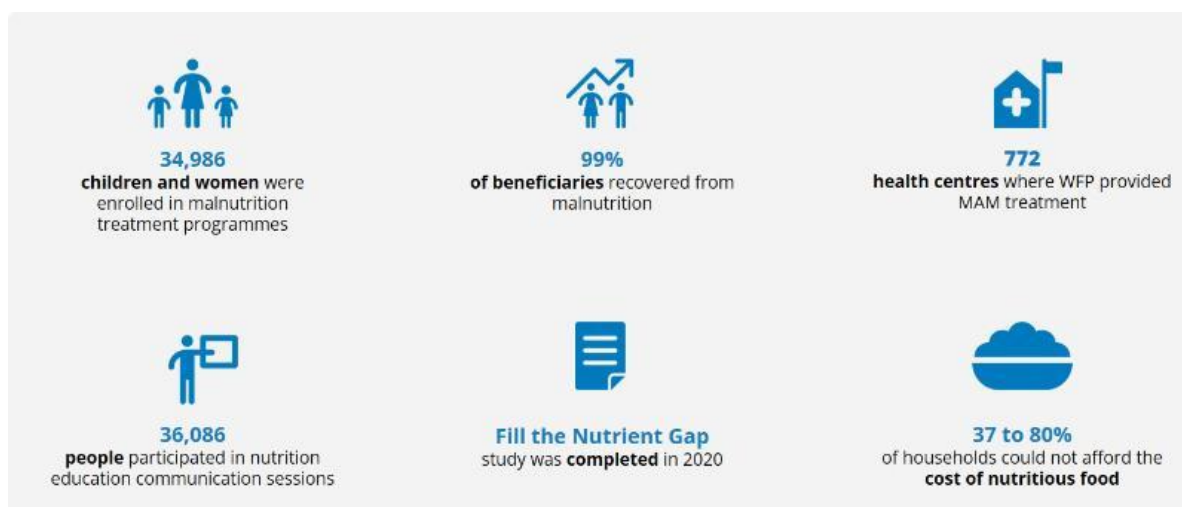 34,986
children and women were
enrolled in malnutrition
treatment programmes
99%
of beneficiaries recovered from
malnutrition
772
health centres where WFP provided
MAM treatment
36,086
people participated in nutrition
education communication sessions
Fill the Nutrient Gap
study was completed in 2020
37 to 80%
of households could not afford the
cost of nutritious food